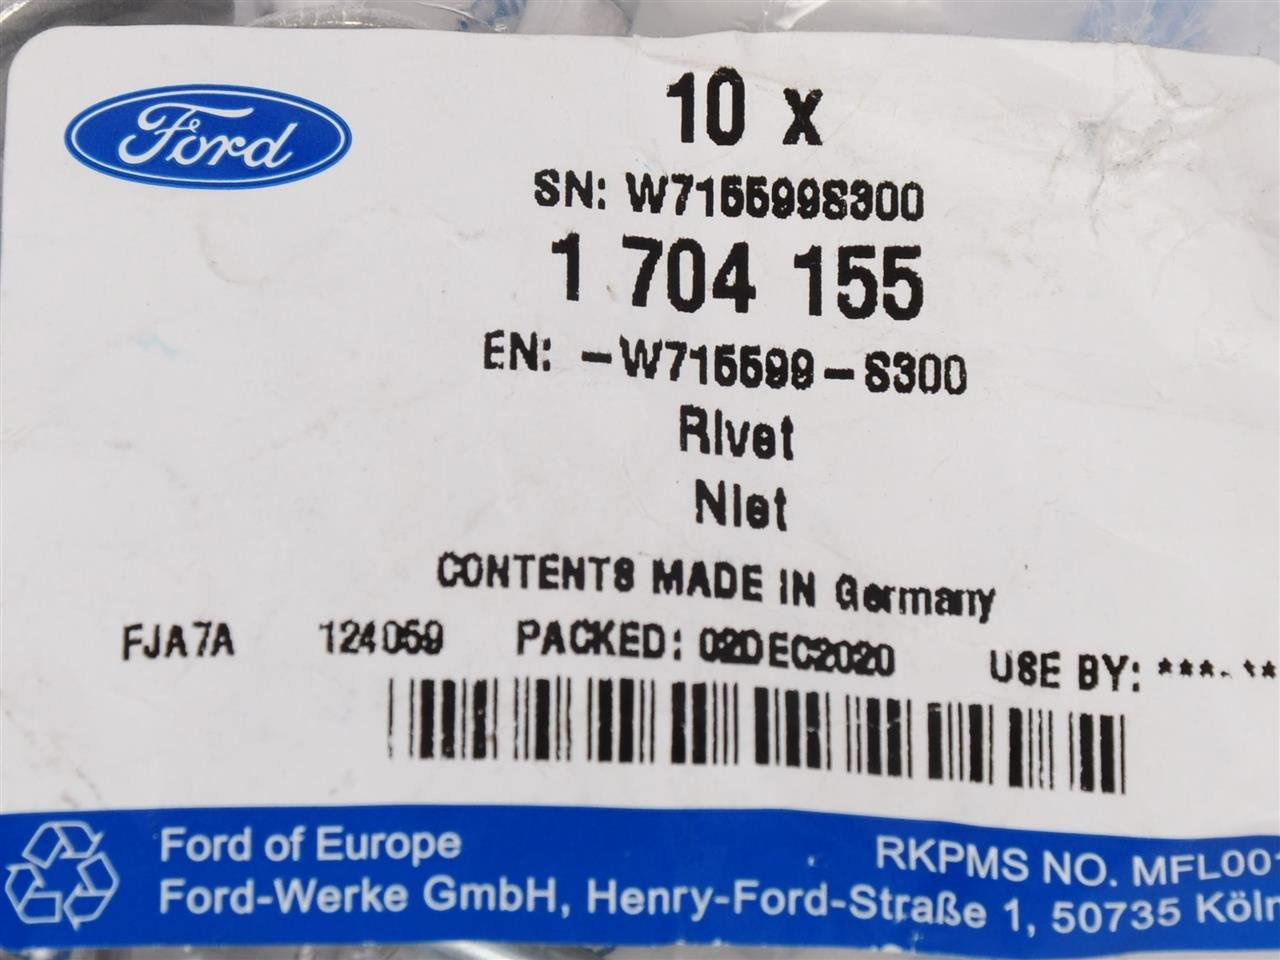 Ford
10 x
SN: W715599S300
1 704 155
EN: -W715599-S300
Rivet
Niet
CONTENTS MADE IN Germany
FJA7A 124059 PACKED: 02DEC2020 USE BY: ***-**
Ford of Europe
RKPMS NO. MFL00
Ford-Werke GmbH, Henry-Ford-Straße 1, 50735 Köln